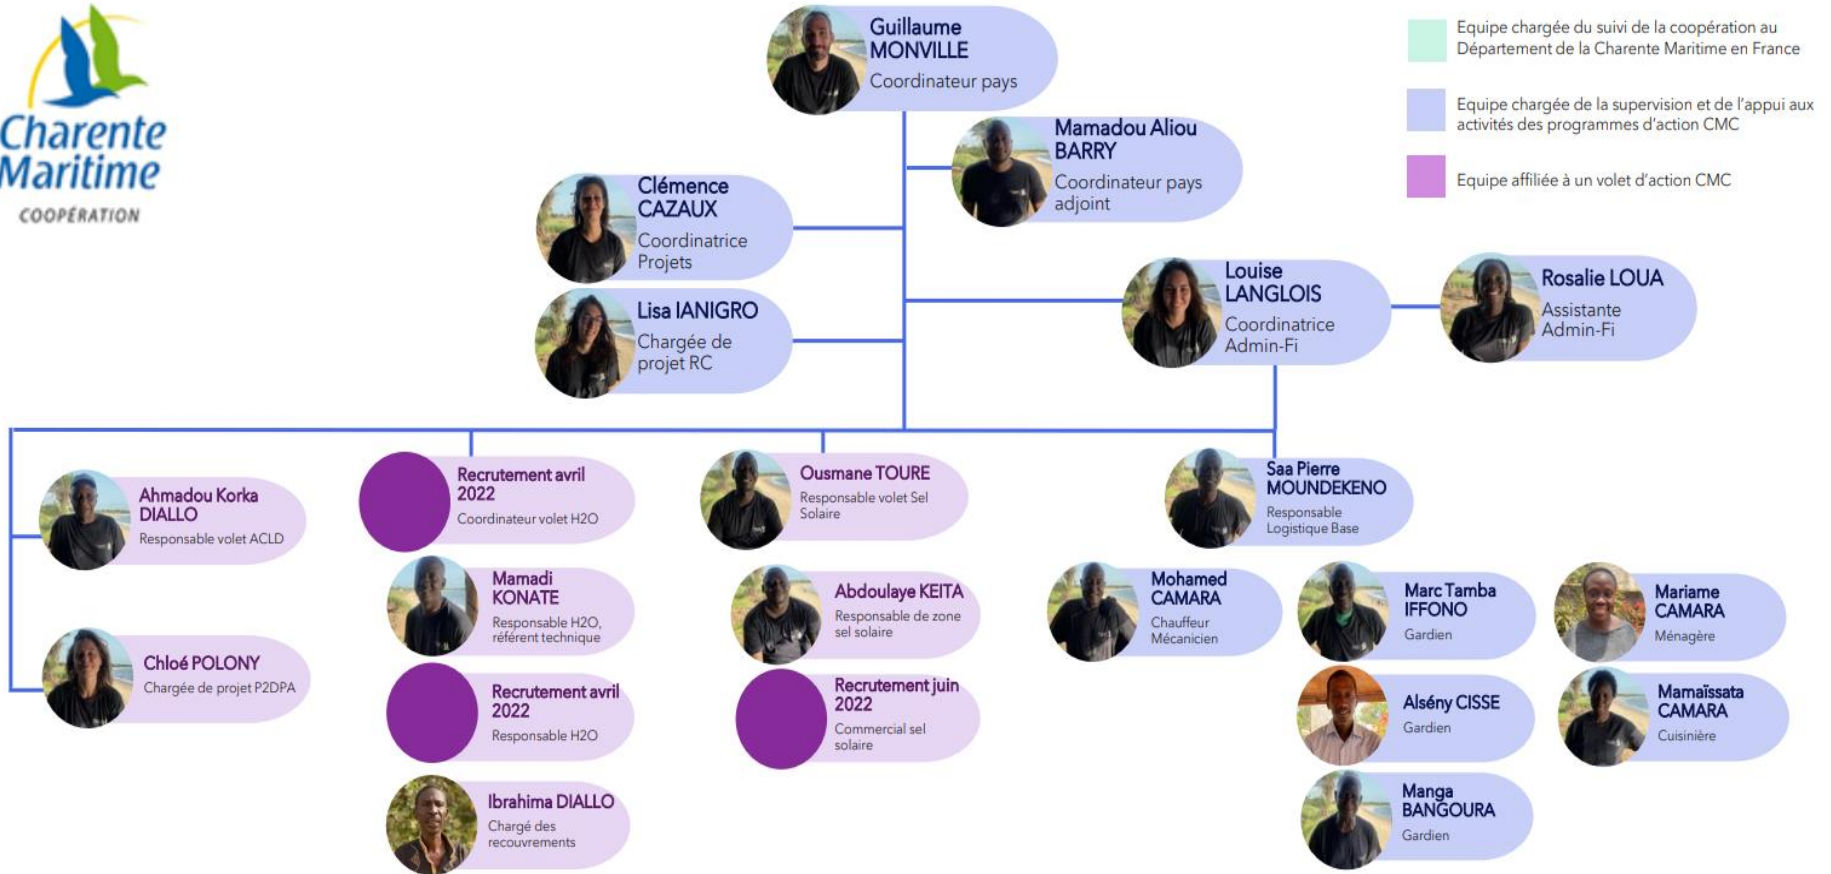 Charente
Maritime
COOPÉRATION
Guillaume
MONVILLE
Coordinateur pays
Mamadou Aliou
BARRY
Coordinateur pays
adjoint
Clémence
CAZAUX
Coordinatrice
Projets
Lisa IANIGRO
Chargée de
projet RC
Louise
LANGLOIS
Coordinatrice
Admin-Fi
Rosalie LOUA
Assistante
Admin-Fi
Equipe chargée du suivi de la coopération au
Département de la Charente Maritime en France
Equipe chargée de la supervision et de l'appui aux
activités des programmes d'action CMC
Equipe affiliée à un volet d'action CMC
Ahmadou Korka
DIALLO
Responsable volet ACLD
Chloé POLONY
Chargée de projet P2DPA
Recrutement avril
2022
Coordinateur volet H2O
Mamadi
KONATE
Responsable H2O,
référent technique
Recrutement avril
2022
Responsable H2O
Ibrahima DIALLO
Chargé des
recouvrements
Ousmane TOURE
Responsable volet Sel
Solaire
Abdoulaye KEITA
Responsable de zone
sel solaire
Recrutement juin
2022
Commercial sel
solaire
Saa Pierre
MOUNDEKENO
Responsable
Logistique Base
Mohamed
CAMARA
Chauffeur
Mécanicien
Marc Tamba
IFFONO
Gardien
Alsény CISSE
Gardien
Manga
BANGOURA
Gardien
Mariame
CAMARA
Ménagère
Mamaïssata
CAMARA
Cuisinière